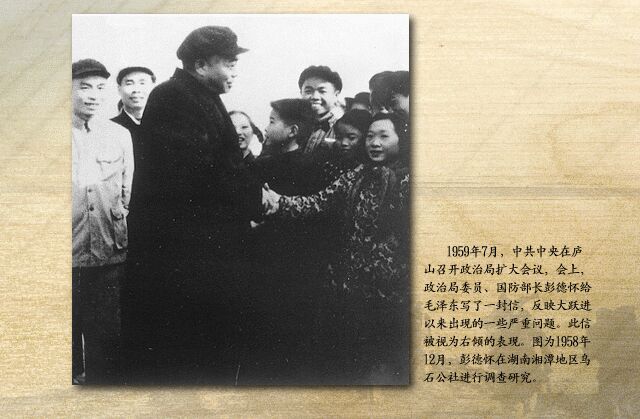 1959年7月，中共中央在庐
山召开政治局扩大会议，会上，
政治局委员、国防部长彭德怀给
毛泽东写了一封信，反映大跃进
以来出现的一些严重问题。此信
被视为右倾的表现。图为1958年
12月，彭德怀在湖南湘潭地区乌
石公社进行调查研究。